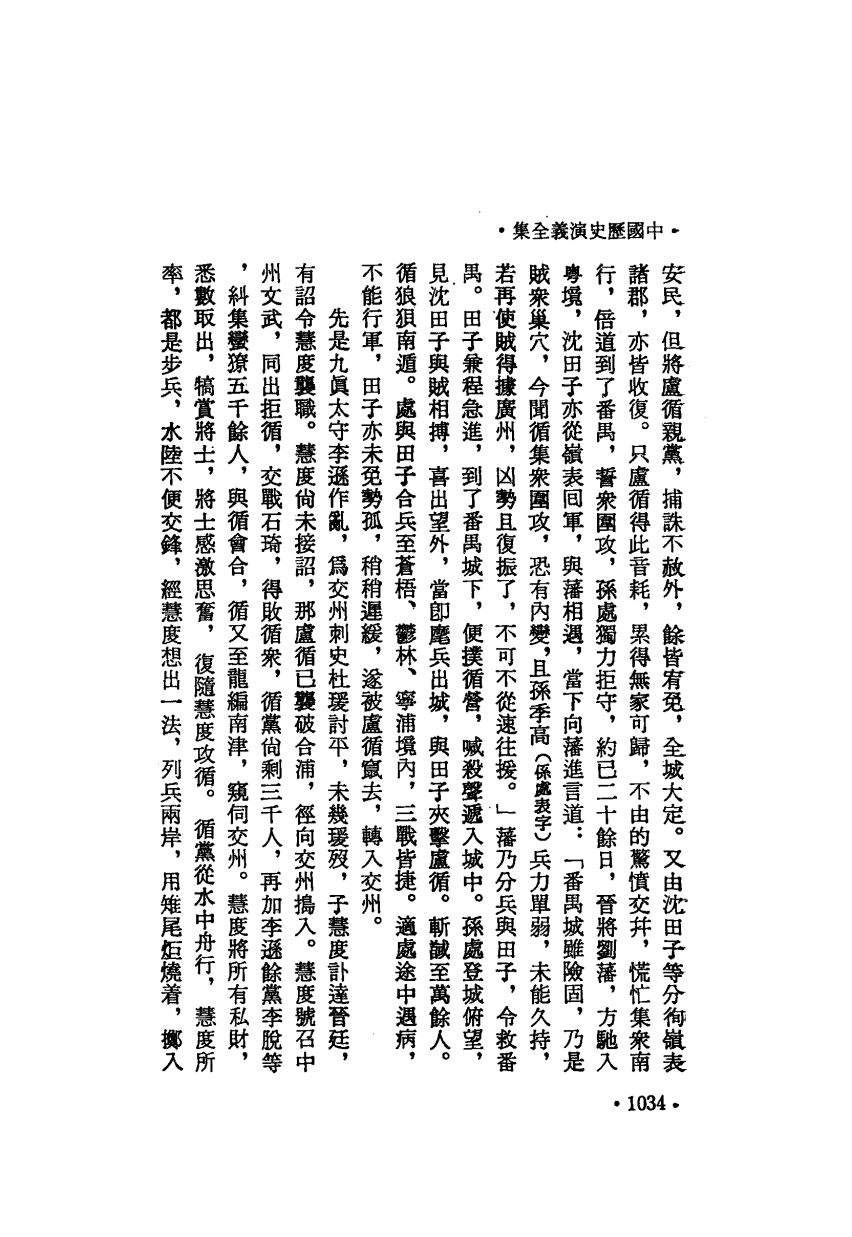 •中國歷史演義全集•
安民，但將盧循親黨，捕誅不赦外，餘皆宥免，全城大定。又由沈田子等分徇嶺表
諸郡，亦皆收復。只盧循得此音耗，累得無家可歸，不由的驚憤交幷，慌忙集衆南
行，倍道到了番禺，誓衆圍攻，孫處獨力拒守，約已二十餘日，晉將劉藩，方馳入
粵境，沈田子亦從嶺表回軍，與藩相遇，當下向藩進言道：「番禺城雖險固，乃是
賊衆巢穴，今聞循集衆圍攻，恐有內變，且孫季高（係處表字）兵力單弱，未能久持，
若再使賊得據廣州，凶勢且復振了，不可不從速往援。」藩乃分兵與田子，令救番
禺。田子兼程急進，到了番禺城下，便撲循營，喊殺聲遞入城中。孫處登城俯望，
見沈田子與賊相搏，喜出望外，當卽麾兵出城，與田子夾擊盧循。斬馘至萬餘人。
循狼狽南遁。處與田子合兵至蒼梧、鬱林、寧浦境內，三戰皆捷。適處途中遇病，
不能行軍，田子亦未免勢孤，稍稍遲緩，遂被盧循竄去，轉入交州。
先是九眞太守李遜作亂，爲交州刺史杜瑗討平，未幾瑗歿，子慧度訃達晉廷，
有詔令慧度襲職。慧度尙未接詔，那盧循已襲破合浦，徑向交州搗入。慧度號召中
州文武，同出拒循，交戰石琦，得敗循衆，循黨尙剩三千人，再加李遜餘黨李脫等
，糾集蠻獠五千餘人，與循會合，循又至龍編南津，窺伺交州。慧度將所有私財，
悉數取出，犒賞將士，將士感激思奮，復隨慧度攻循。循黨從水中舟行，慧度所
率，都是步兵，水陸不便交鋒，經慧度想出一法，列兵兩岸，用雉尾炬燒着，擲入
•1034•